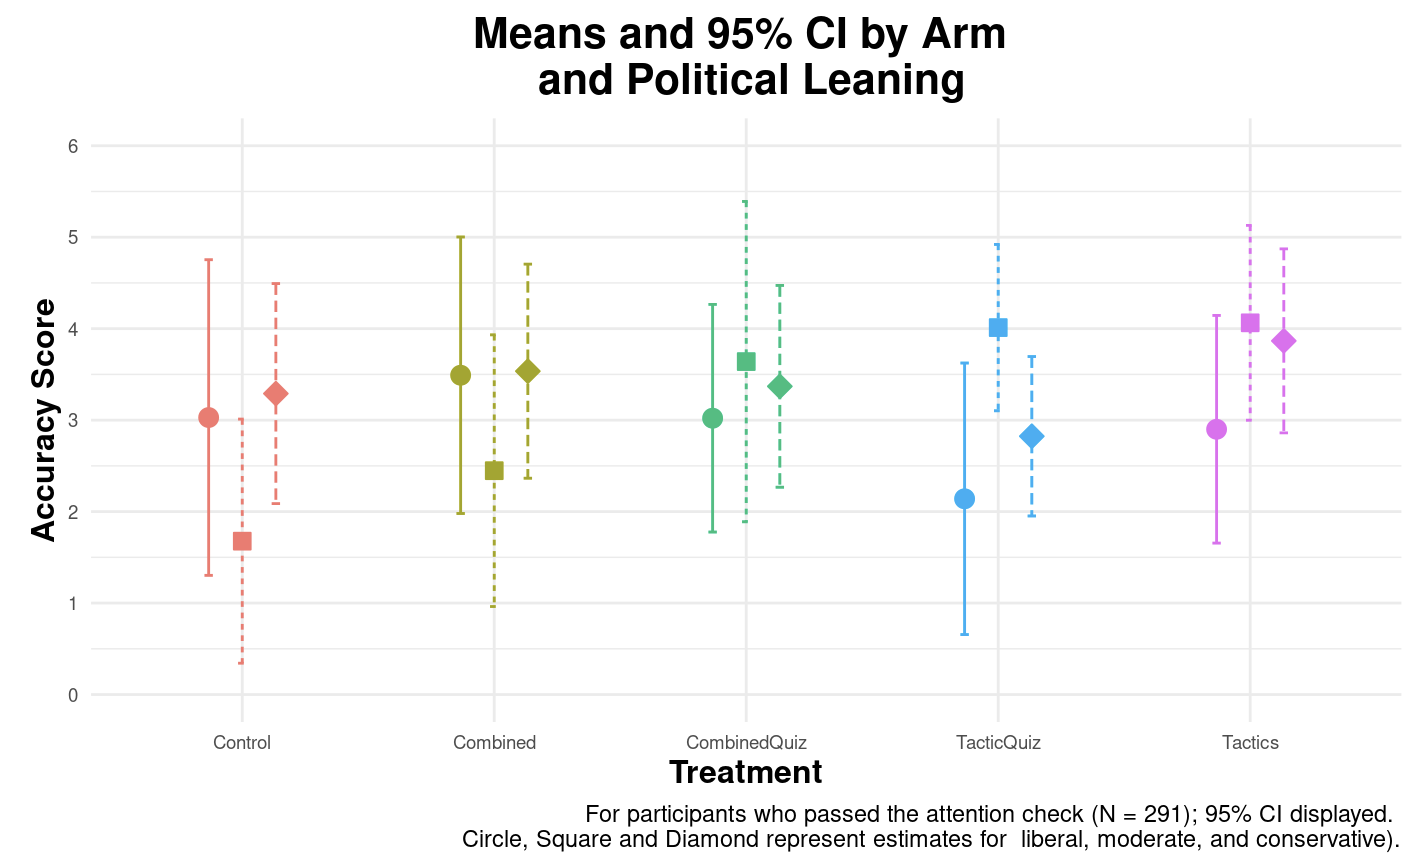 Means and 95% CI by Arm
and Political Leaning
Accuracy Score
6
5
4
3
2
1
0
Control Combined CombinedQuiz TacticQuiz Tactics
Treatment
For participants who passed the attention check (N = 291); 95% CI displayed.
Circle, Square and Diamond represent estimates for  liberal, moderate, and conservative).